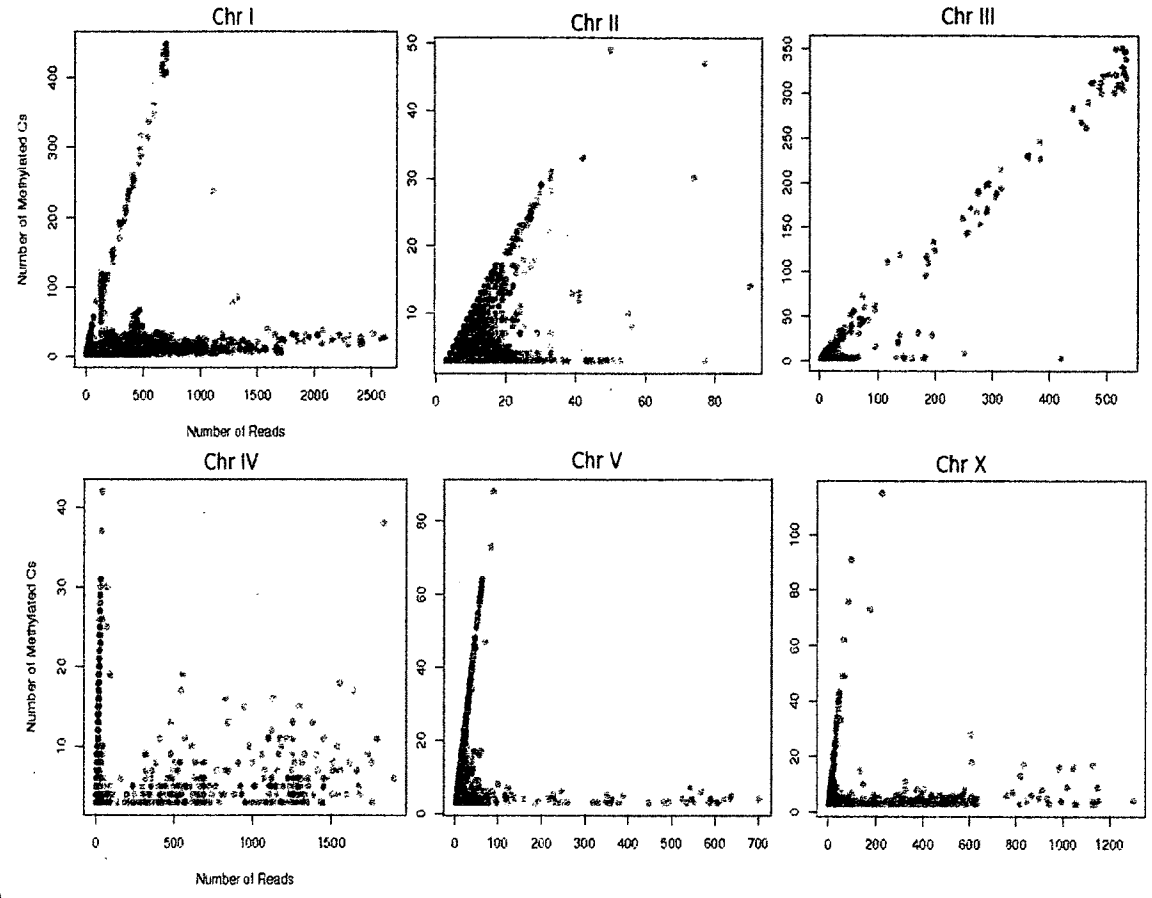 Chr I
Chr II
Chr III
Number of Methylated Cs
0 100 200 300 400
0 500 1000 1500 2000 2500
Number of Reads
10 20 30 40 50
0 20 40 60 80
0 50 100 150 200 250 300 350
0 100 200 300 400 500
Chr IV
Chr V
Chr X
Number of Methylated Cs
10 20 30 40
0 500 1000 1500
Number of Reads
0 20 40 60 80
0 100 200 300 400 500 600 700
0 20 40 60 80 100
0 200 400 600 800 1000 1200